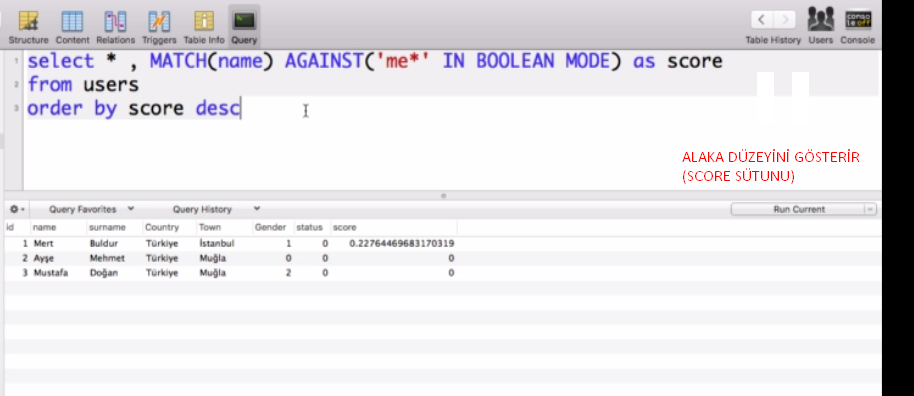 Structure Content Relations Triggers Table Info Query Table History Users Console
conso
le off
1 select * , MATCH(name) AGAINST('me*' IN BOOLEAN MODE) as score
2 from users
3 order by score desc
ALAKA DÜZEYİNİ GÖSTERİR
(SCORE SÜTUNU)
Query Favorites Query History Run Current
id name surname Country Town Gender status score
1 Mert Buldur Türkiye İstanbul 1 0 0.22764469683170319
2 Ayşe Mehmet Türkiye Muğla 0 0 0
3 Mustafa Doğan Türkiye Muğla 2 0 0